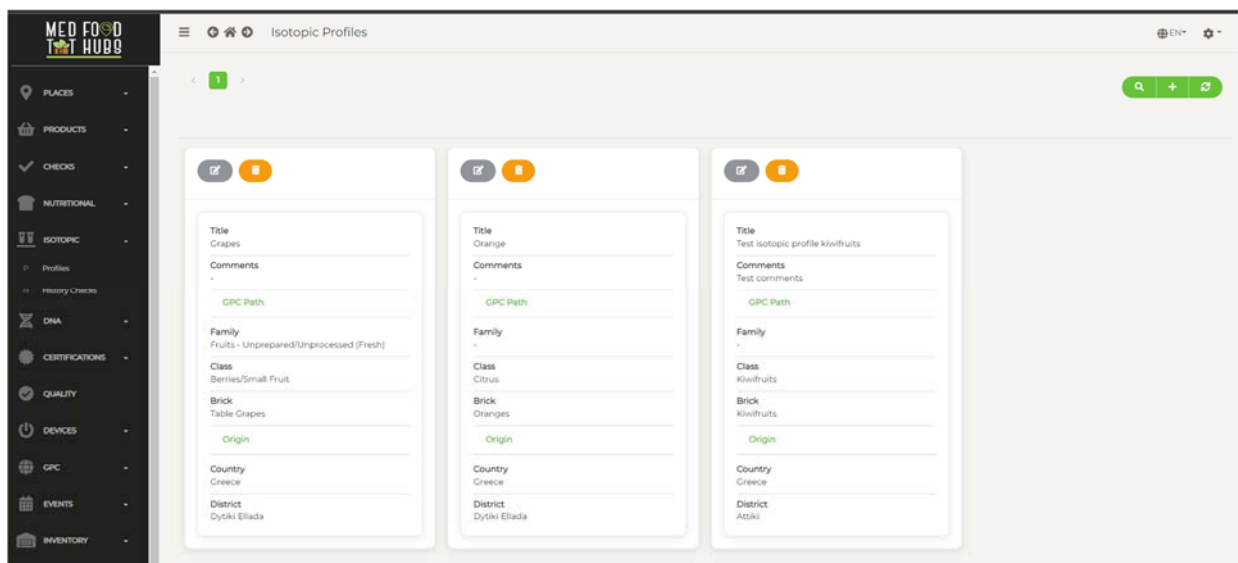 MED FOOD
TTT HUBS
Isotopic Profiles
EN
1
PLACES
PRODUCTS
CHECKS
NUTRITIONAL
ISOTOPIC
P Profiles
H History Checks
DNA
CERTIFICATIONS
QUALITY
DEVICES
GPC
EVENTS
INVENTORY
Title
Grapes
Comments
-
GPC Path
Family
Fruits - Unprepared/Unprocessed (Fresh)
Class
Berries/Small Fruit
Brick
Table Grapes
Origin
Country
Greece
District
Dytiki Ellada
Title
Orange
Comments
-
GPC Path
Family
-
Class
Citrus
Brick
Oranges
Origin
Country
Greece
District
Dytiki Ellada
Title
Test isotopic profile kiwifruits
Comments
Test comments
GPC Path
Family
-
Class
Kiwifruits
Brick
Kiwifruits
Origin
Country
Greece
District
Attiki